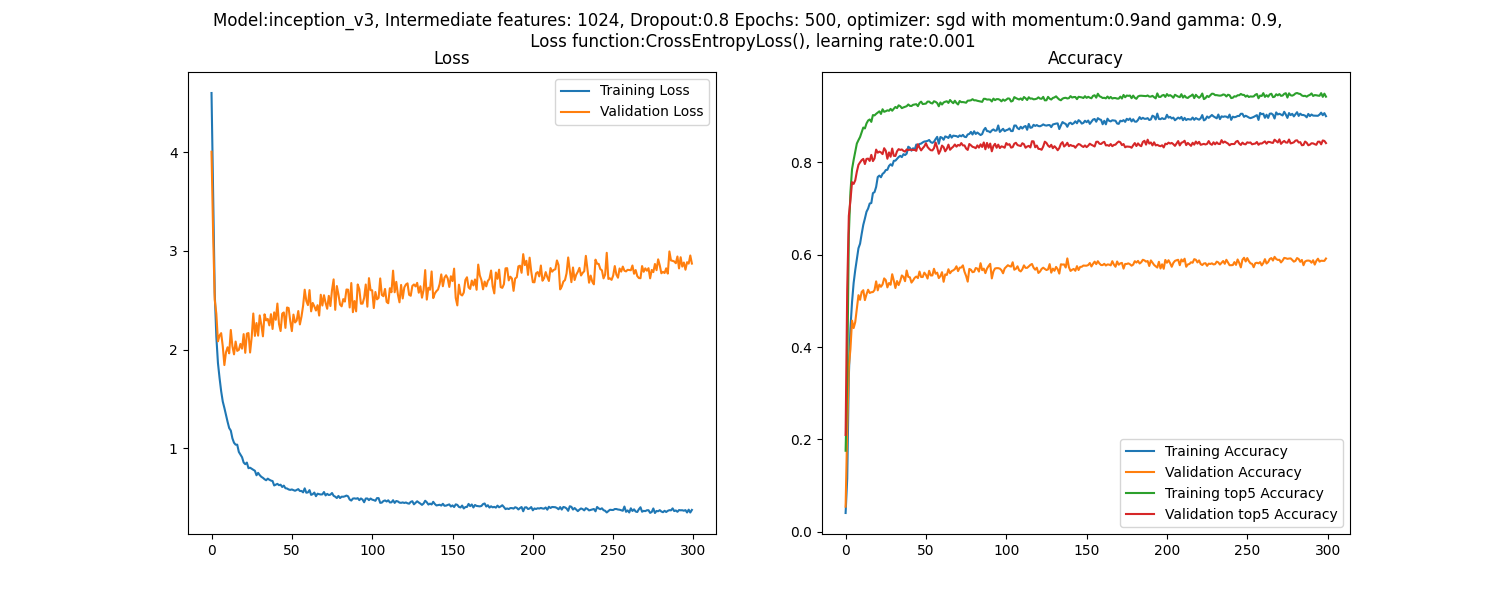 Model:inception_v3, Intermediate features: 1024, Dropout:0.8 Epochs: 500, optimizer: sgd with momentum:0.9and gamma: 0.9,
Loss function:CrossEntropyLoss(), learning rate:0.001
Loss
Training Loss
Validation Loss
4
3
2
1
0
50
100
150
200
250
300
Accuracy
0.8
0.6
0.4
0.2
0.0
Training Accuracy
Validation Accuracy
Training top5 Accuracy
Validation top5 Accuracy
0
50
100
150
200
250
300